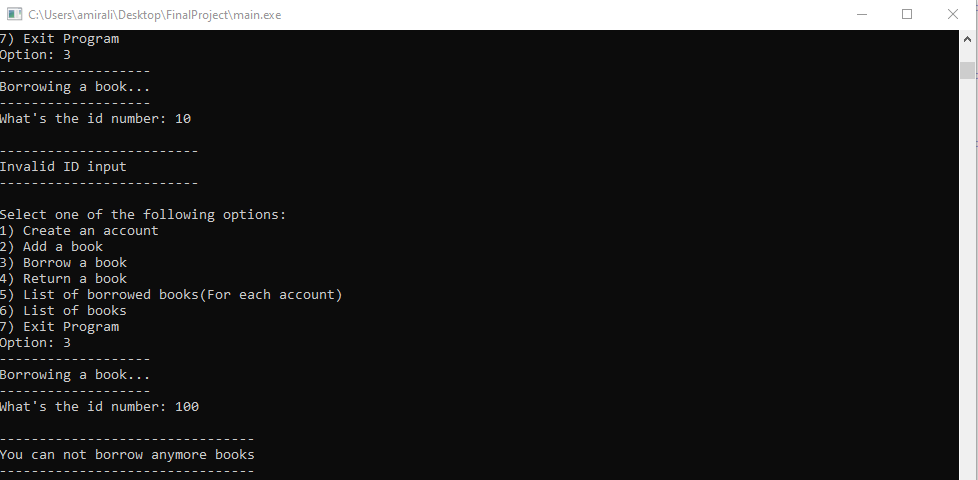 C:\Users\amirali\Desktop\FinalProject\main.exe
7) Exit Program
Option: 3
-------------------
Borrowing a book...
-------------------
What's the id number: 10
-------------------------
Invalid ID input
-------------------------
Select one of the following options:
1) Create an account
2) Add a book
3) Borrow a book
4) Return a book
5) List of borrowed books(For each account)
6) List of books
7) Exit Program
Option: 3
-------------------
Borrowing a book...
-------------------
What's the id number: 100
--------------------------------
You can not borrow anymore books
--------------------------------